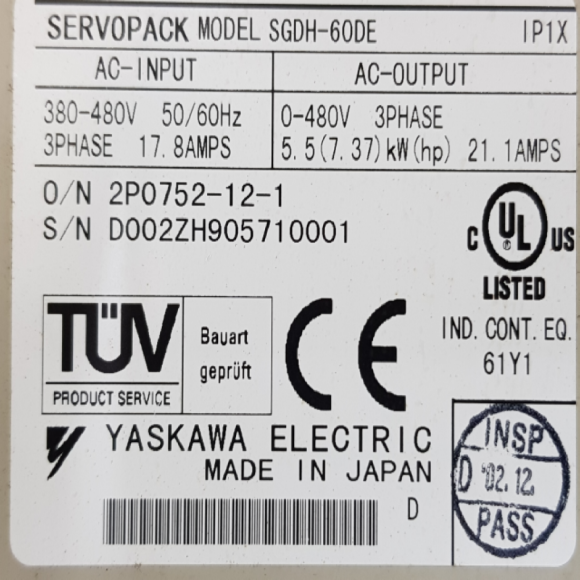 SERVOPACK MODEL SGDH-60DE IP1X
AC-INPUT AC-OUTPUT
380-480V 50/60Hz 0-480V 3PHASE
3PHASE 17.8AMPS 5.5(7.37)kW(hp) 21.1AMPS
O/N 2P0752-12-1
S/N D002ZH905710001
C UL US
®
LISTED
IND. CONT. EQ.
61Y1
TÜV
PRODUCT SERVICE
Bauart
geprüft
CE
YASKAWA ELECTRIC
MADE IN JAPAN
D
INSP
D '02.12.
PASS